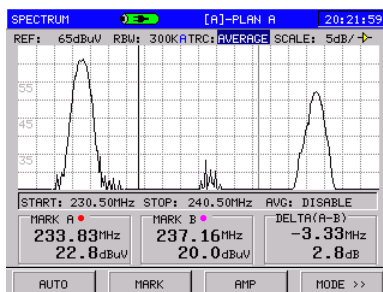 SPECTRUM [A]-PLAN A 20:21:59
REF: 65dBuV RBW: 300KA TRC: AVERAGE SCALE: 5dB/
55
45
35
START: 230.50MHz STOP: 240.50MHz AVG: DISABLE
MARK A MARK B DELTA(A-B)
233.83MHz 237.16MHz -3.33MHz
22.8dBuV 20.0dBuV 2.8dB
AUTO MARK AMP MODE >>